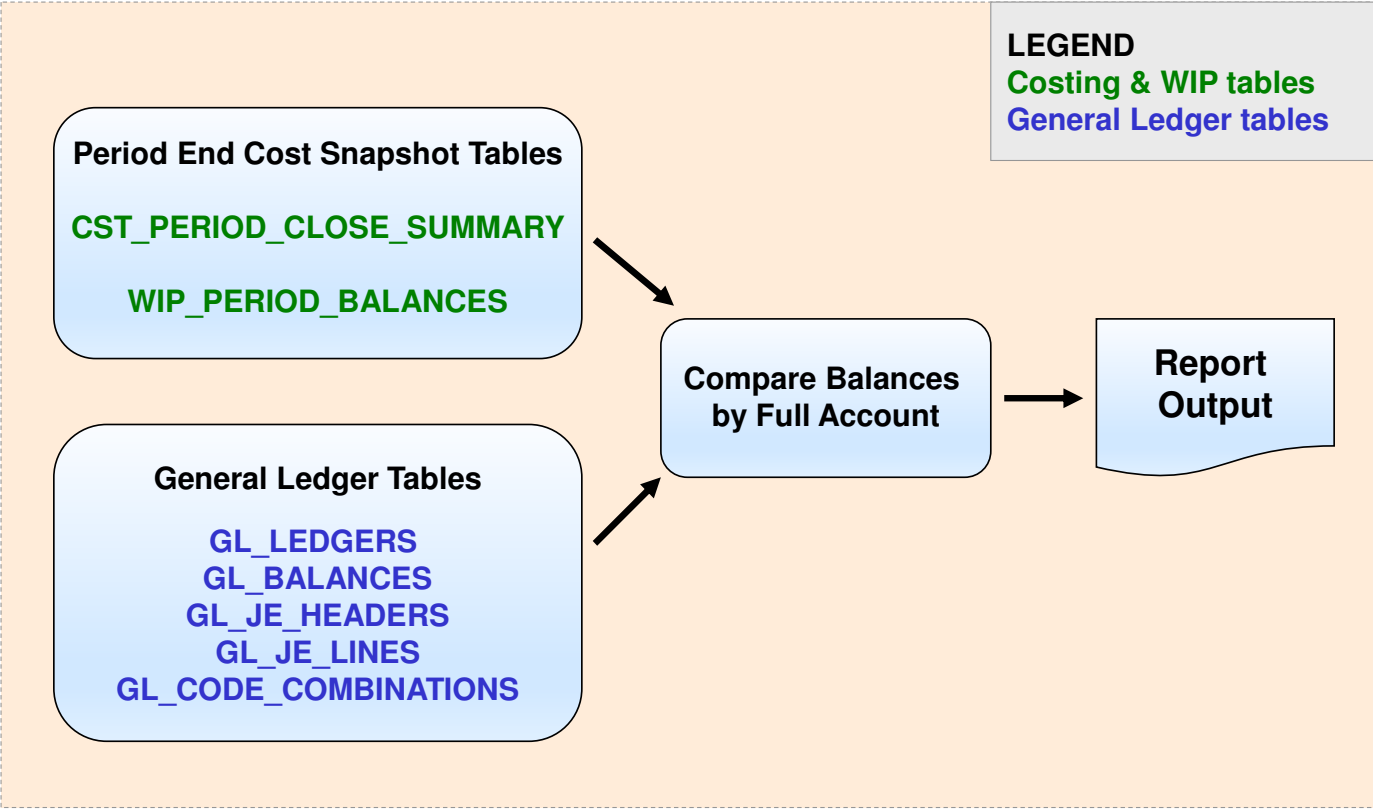 LEGEND
Costing & WIP tables
General Ledger tables
Period End Cost Snapshot Tables
CST_PERIOD_CLOSE_SUMMARY
WIP_PERIOD_BALANCES
General Ledger Tables
GL_LEDGERS
GL_BALANCES
GL_JE_HEADERS
GL_JE_LINES
GL_CODE_COMBINATIONS
Compare Balances
by Full Account
Report
Output